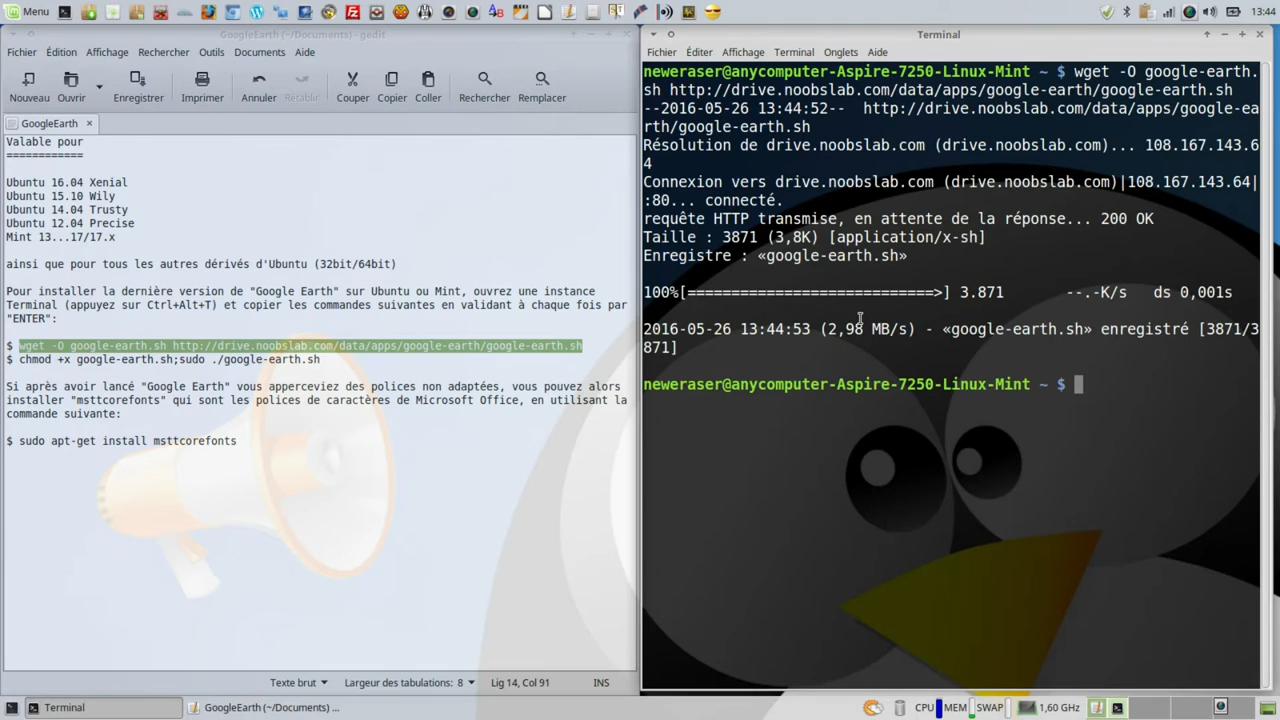 Menu
13:44
GoogleEarth (~/Documents) - gedit
Fichier Édition Affichage Rechercher Outils Documents Aide
Nouveau Ouvrir Enregistrer Imprimer Annuler Rétablir Couper Copier Coller Rechercher Remplacer
GoogleEarth
Valable pour
============
Ubuntu 16.04 Xenial
Ubuntu 15.10 Wily
Ubuntu 14.04 Trusty
Ubuntu 12.04 Precise
Mint 13...17/17.x
ainsi que pour tous les autres dérivés d'Ubuntu (32bit/64bit)
Pour installer la dernière version de "Google Earth" sur Ubuntu ou Mint, ouvrez une instance
Terminal (appuyez sur Ctrl+Alt+T) et copier les commandes suivantes en validant à chaque fois par
"ENTER":
$ wget -O google-earth.sh http://drive.noobslab.com/data/apps/google-earth/google-earth.sh
$ chmod +x google-earth.sh;sudo ./google-earth.sh
Si après avoir lancé "Google Earth" vous apperceviez des polices non adaptées, vous pouvez alors
installer "msttcorefonts" qui sont les polices de caractères de Microsoft Office, en utilisant la
commande suivante:
$ sudo apt-get install msttcorefonts
Texte brut Largeur des tabulations: 8 Lig 14, Col 91 INS
Terminal
Fichier Éditer Affichage Terminal Onglets Aide
neweraser@anycomputer-Aspire-7250-Linux-Mint ~ $ wget -O google-earth.
sh http://drive.noobslab.com/data/apps/google-earth/google-earth.sh
--2016-05-26 13:44:52-- http://drive.noobslab.com/data/apps/google-ea
rth/google-earth.sh
Résolution de drive.noobslab.com (drive.noobslab.com)... 108.167.143.6
4
Connexion vers drive.noobslab.com (drive.noobslab.com)|108.167.143.64|
:80... connecté.
requête HTTP transmise, en attente de la réponse... 200 OK
Taille : 3871 (3,8K) [application/x-sh]
Enregistre : «google-earth.sh»
100%[============================>] 3.871 --.-K/s ds 0,001s
2016-05-26 13:44:53 (2,98 MB/s) - «google-earth.sh» enregistré [3871/3
871]
neweraser@anycomputer-Aspire-7250-Linux-Mint ~ $
Terminal
GoogleEarth (~/Documents) ...
CPU MEM SWAP 1,60 GHz